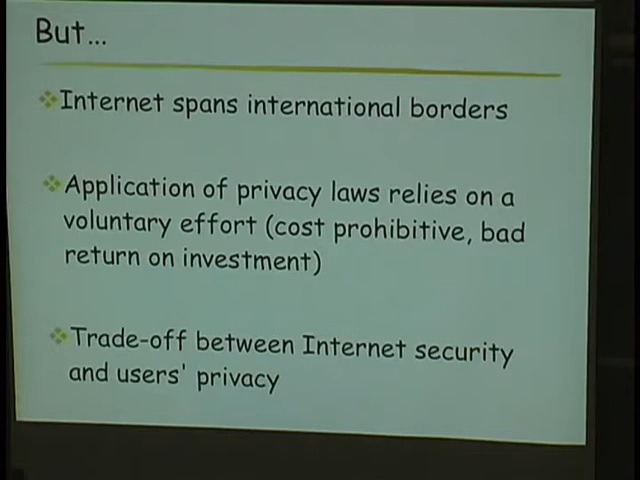 But...
Internet spans international borders
Application of privacy laws relies on a
voluntary effort (cost prohibitive, bad
return on investment)
Trade-off between Internet security
and users' privacy